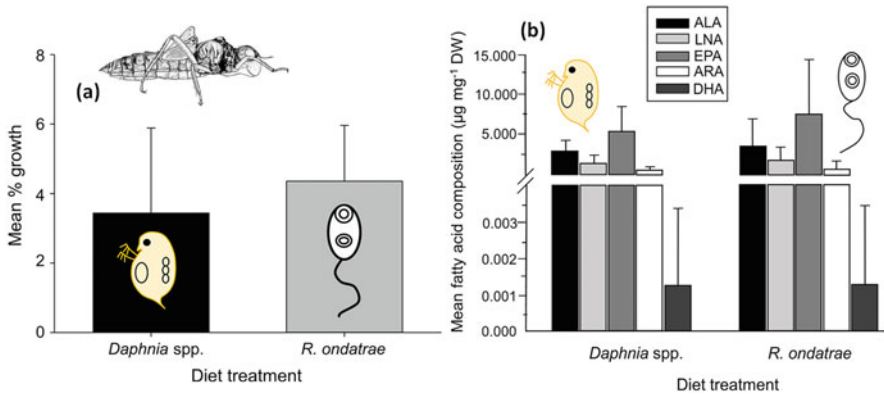 (a)
Mean % growth
8
6
4
2
0
Daphnia spp.
R. ondatrae
Diet treatment
(b)
ALA
LNA
EPA
ARA
DHA
Mean fatty acid composition (µg mg⁻¹ DW)
15.000
10.000
5.000
0.003
0.002
0.001
0.000
Daphnia spp.
R. ondatrae
Diet treatment